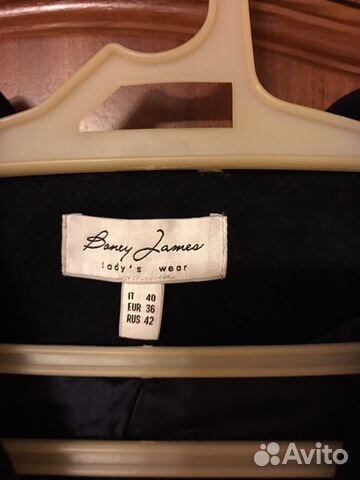 Boney James
lady's wear
IT 40
EUR 36
RUS 42
Avito